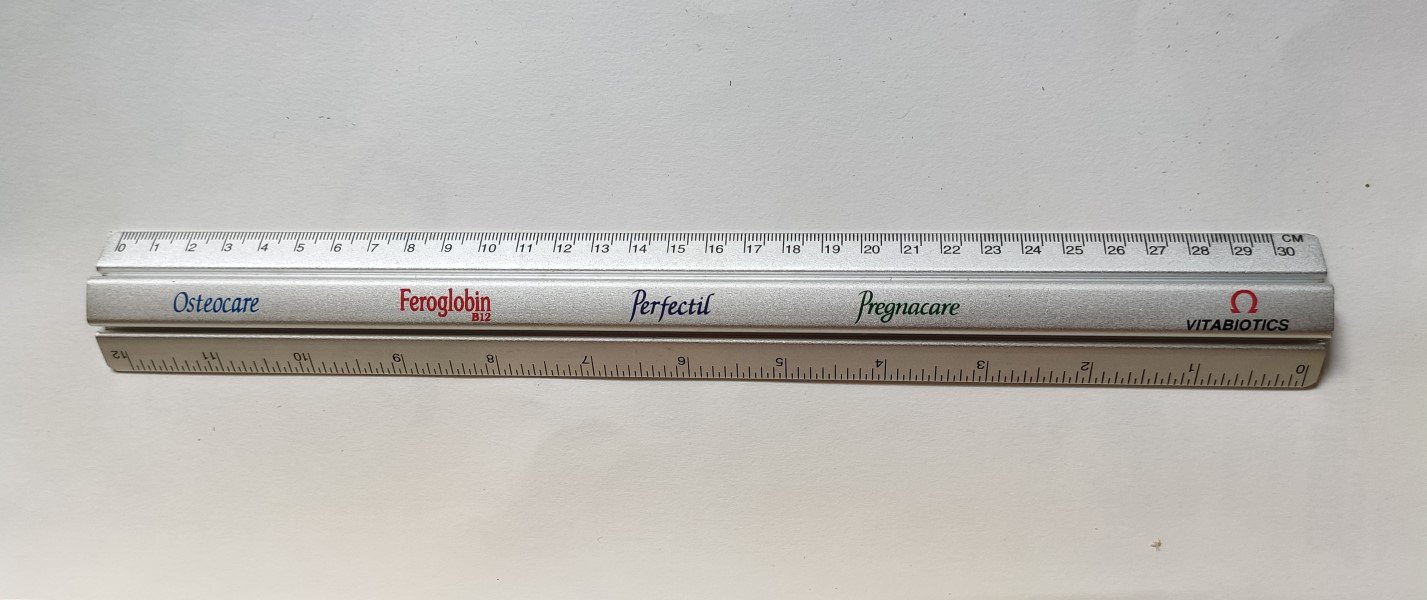 0 1 2 3 4 5 6 7 8 9 10 11 12 13 14 15 16 17 18 19 20 21 22 23 24 25 26 27 28 29 30 CM
Osteocare Feroglobin B12 Perfectil Pregnacare Ω VITABIOTICS
12 11 10 9 8 7 6 5 4 3 2 1 0